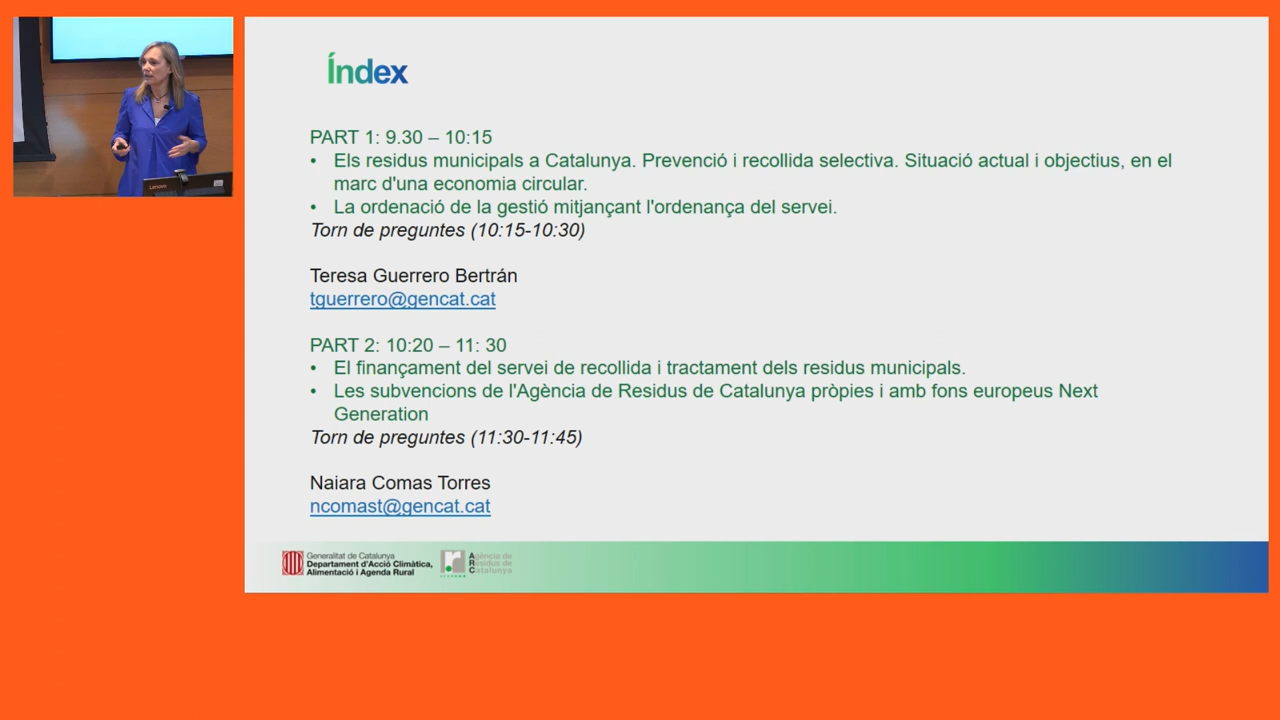 Índex
PART 1: 9.30 – 10:15
• Els residus municipals a Catalunya. Prevenció i recollida selectiva. Situació actual i objectius, en el
marc d'una economia circular.
• La ordenació de la gestió mitjançant l'ordenança del servei.
Torn de preguntes (10:15-10:30)
Teresa Guerrero Bertrán
tguerrero@gencat.cat
PART 2: 10:20 – 11: 30
• El finançament del servei de recollida i tractament dels residus municipals.
• Les subvencions de l'Agència de Residus de Catalunya pròpies i amb fons europeus Next
Generation
Torn de preguntes (11:30-11:45)
Naiara Comas Torres
ncomast@gencat.cat
Generalitat de Catalunya
Departament d'Acció Climàtica,
Alimentació i Agenda Rural
Agència de
Residus de
Catalunya
Lenovo